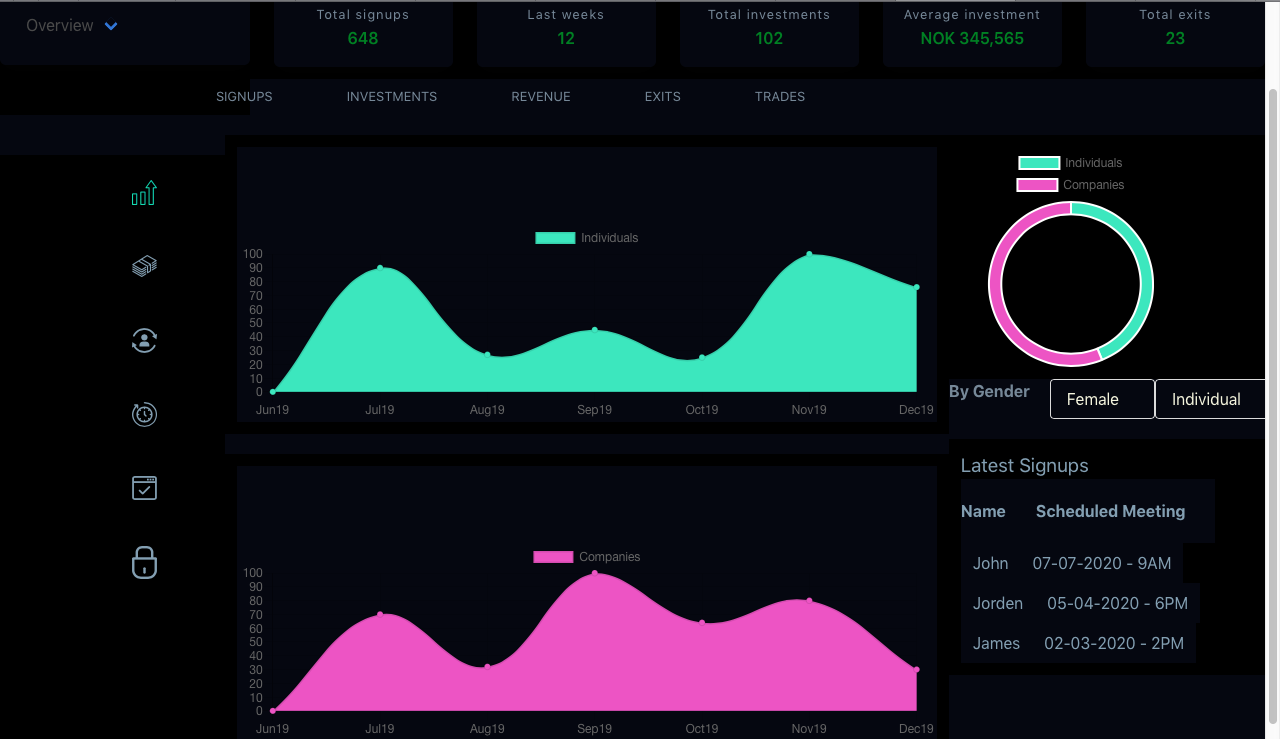 Overview
Total signups
648
Last weeks
12
Total investments
102
Average investment
NOK 345,565
Total exits
23
SIGNUPS INVESTMENTS REVENUE EXITS TRADES
Individuals
100
90
80
70
60
50
40
30
20
10
0
Jun19 Jul19 Aug19 Sep19 Oct19 Nov19 Dec19
Companies
100
90
80
70
60
50
40
30
20
10
0
Jun19 Jul19 Aug19 Sep19 Oct19 Nov19 Dec19
Individuals
Companies
By Gender Female Individual
Latest Signups
Name Scheduled Meeting
John 07-07-2020 - 9AM
Jorden 05-04-2020 - 6PM
James 02-03-2020 - 2PM